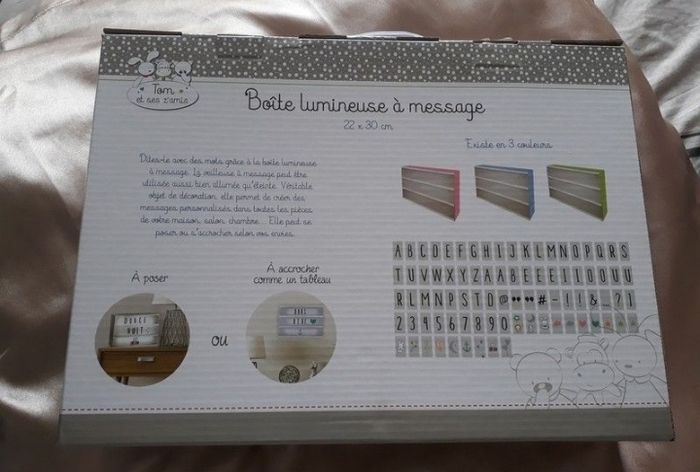 Tom
et ses z'amis
Boîte lumineuse à message
22 x 30 cm
Existe en 3 couleurs
Dites-le avec des mots grâce à la boîte lumineuse
à message. La veilleuse à message peut être
utilisée aussi bien allumée qu'éteinte. Véritable
objet de décoration, elle permet de créer des
messages personnalisés dans toutes les pièces
de votre maison, salon, chambre... Elle peut se
poser ou s'accrocher selon vos envies.
À poser
À accrocher
comme un tableau
DOUCE
NUIT
ou
A B C D E F G H I J K L M N O P Q R S
T U V W X Y Z A A B E E E I I O O U U
R L M N P S T O @ # - ! ! & _ ? J
2 3 4 5 6 7 8 9 0